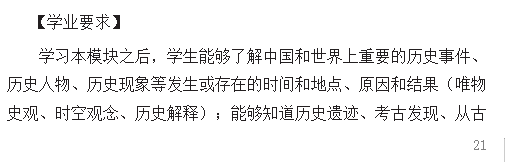 【学业要求】
学习本模块之后，学生能够了解中国和世界上重要的历史事件、
历史人物、历史现象等发生或存在的时间和地点、原因和结果（唯物
史观、时空观念、历史解释）；能够知道历史遗迹、考古发现、从古
21